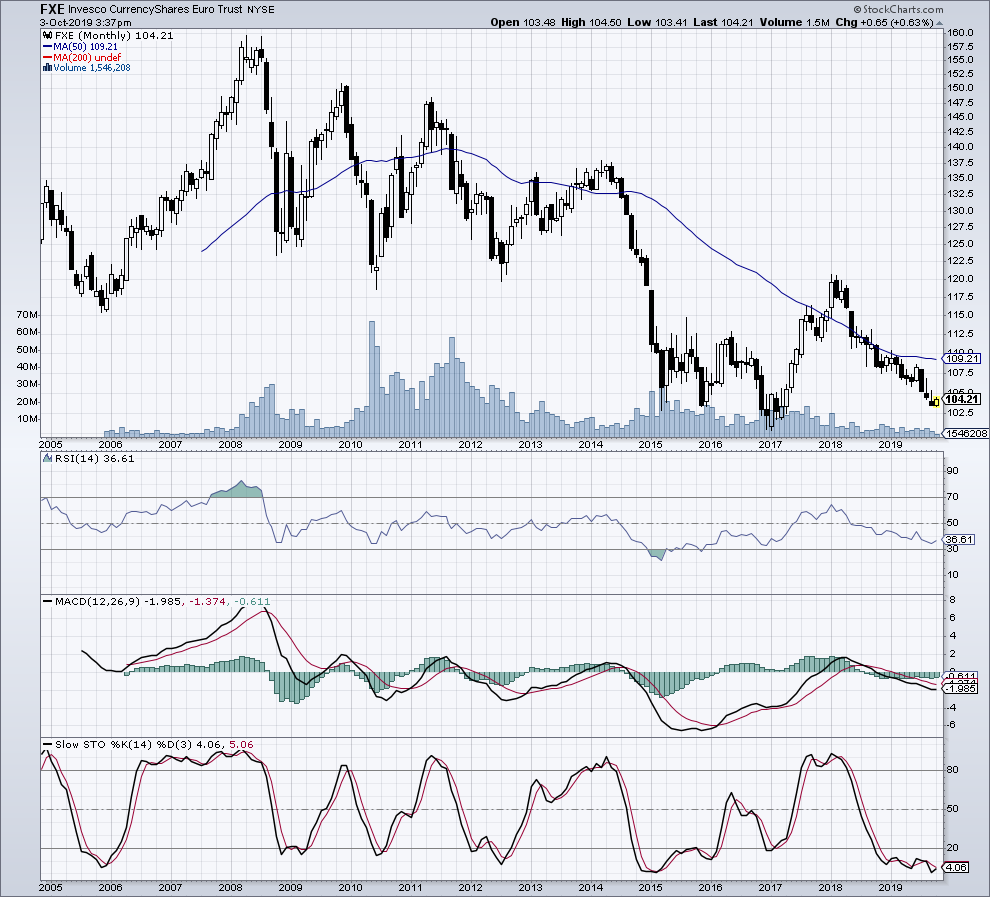 FXE Invesco CurrencyShares Euro Trust NYSE © StockCharts.com
3-Oct-2019 3:37pm Open 103.48 High 104.50 Low 103.41 Last 104.21 Volume 1.5M Chg +0.65 (+0.63%)
FXE (Monthly) 104.21
MA(50) 109.21
MA(200) undef
Volume 1,546,208
160.0
157.5
155.0
152.5
150.0
147.5
145.0
142.5
140.0
137.5
135.0
132.5
130.0
127.5
125.0
122.5
120.0
117.5
115.0
112.5
110.0
109.21
107.5
105.0
104.21
102.5
1546208
70M
60M
50M
40M
30M
20M
10M
2005 2006 2007 2008 2009 2010 2011 2012 2013 2014 2015 2016 2017 2018 2019
RSI(14) 36.61
90
70
50
36.61
30
10
MACD(12,26,9) -1.985, -1.374, -0.611
8
6
4
2
0
-0.611
-1.374
-1.985
-4
-6
Slow STO %K(14) %D(3) 4.06, 5.06
80
50
20
4.06
2005 2006 2007 2008 2009 2010 2011 2012 2013 2014 2015 2016 2017 2018 2019